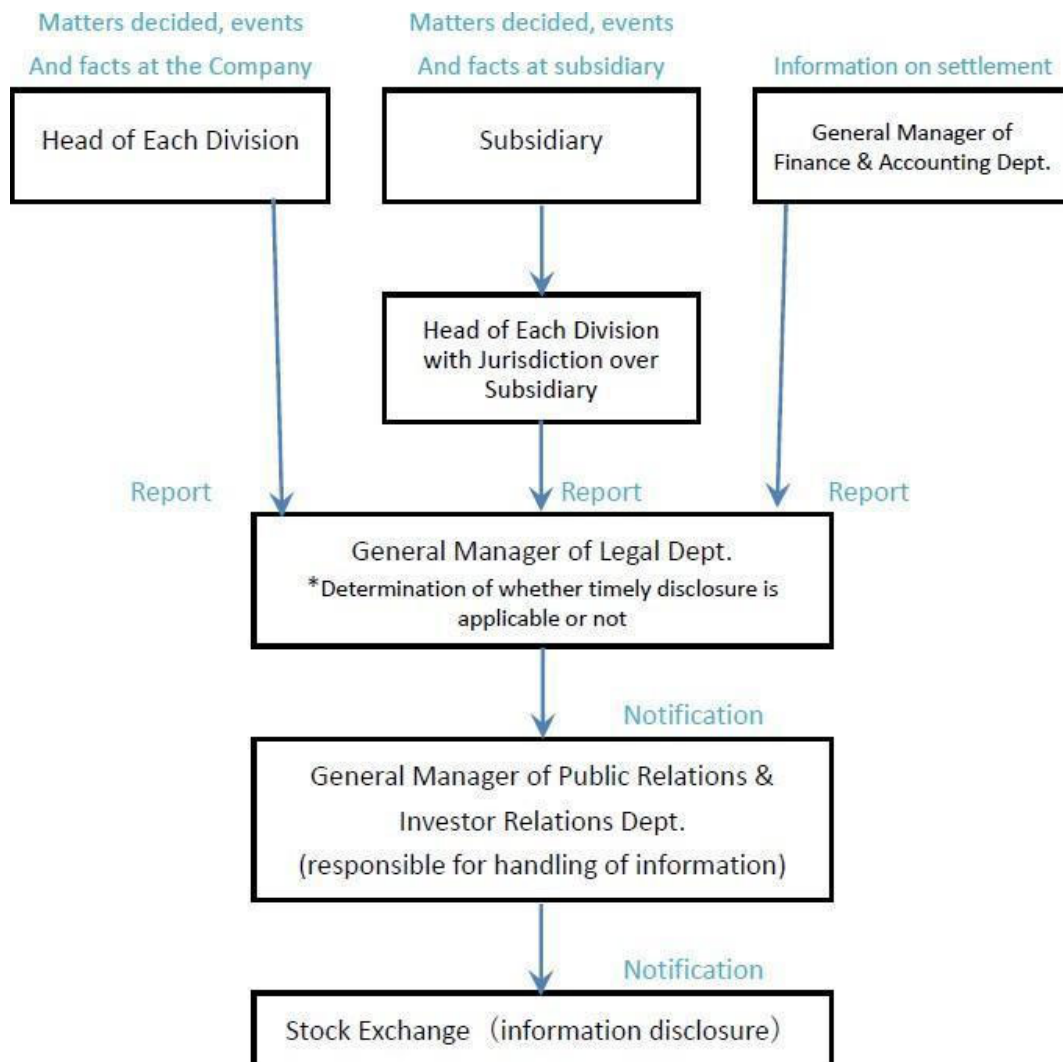 Matters decided, events
And facts at the Company
Matters decided, events
And facts at subsidiary
Information on settlement
Head of Each Division
Subsidiary
General Manager of
Finance & Accounting Dept.
Head of Each Division
with Jurisdiction over
Subsidiary
Report
Report
Report
General Manager of Legal Dept.
*Determination of whether timely disclosure is
applicable or not
Notification
General Manager of Public Relations &
Investor Relations Dept.
(responsible for handling of information)
Notification
Stock Exchange（information disclosure）